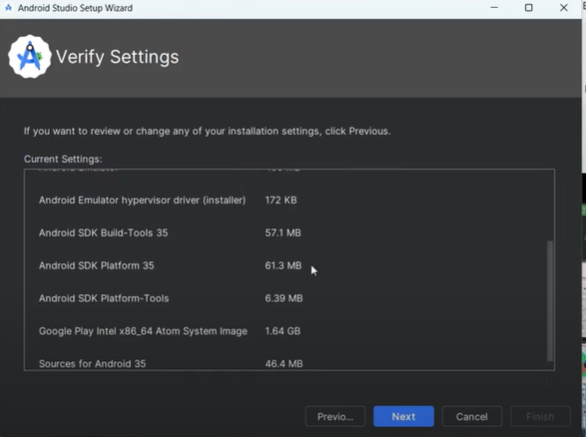 Android Studio Setup Wizard
Verify Settings
If you want to review or change any of your installation settings, click Previous.
Current Settings:
Android Emulator hypervisor driver (installer) 172 KB
Android SDK Build-Tools 35 57.1 MB
Android SDK Platform 35 61.3 MB
Android SDK Platform-Tools 6.39 MB
Google Play Intel x86_64 Atom System Image 1.64 GB
Sources for Android 35 46.4 MB
Previo... Next Cancel Finish